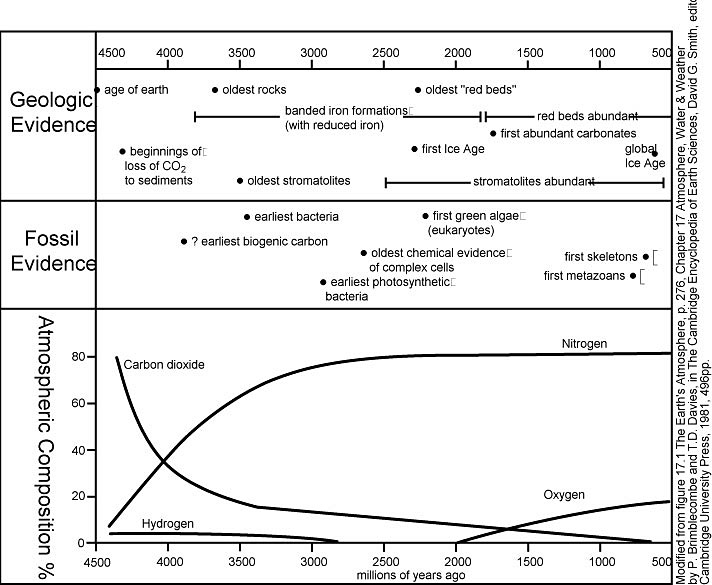 4500 4000 3500 3000 2500 2000 1500 1000 500
Geologic
Evidence
age of earth
oldest rocks
oldest "red beds"
banded iron formations
(with reduced iron)
red beds abundant
first abundant carbonates
beginnings of
loss of CO2
to sediments
first Ice Age
global
Ice Age
oldest stromatolites
stromatolites abundant
Fossil
Evidence
earliest bacteria
first green algae
(eukaryotes)
? earliest biogenic carbon
oldest chemical evidence
of complex cells
first skeletons
first metazoans
earliest photosynthetic
bacteria
Atmospheric Composition %
80
60
40
20
0
Carbon dioxide
Nitrogen
Hydrogen
Oxygen
4500 4000 3500 3000 2500 2000 1500 1000 500
millions of years ago
Modified from figure 17.1 The Earth's Atmosphere, p. 276, Chapter 17 Atmosphere, Water & Weather
by P. Brimblecombe and T.D. Davies, in The Cambridge Encyclopedia of Earth Sciences, David G. Smith,
Cambridge University Press, 1981, 496pp.